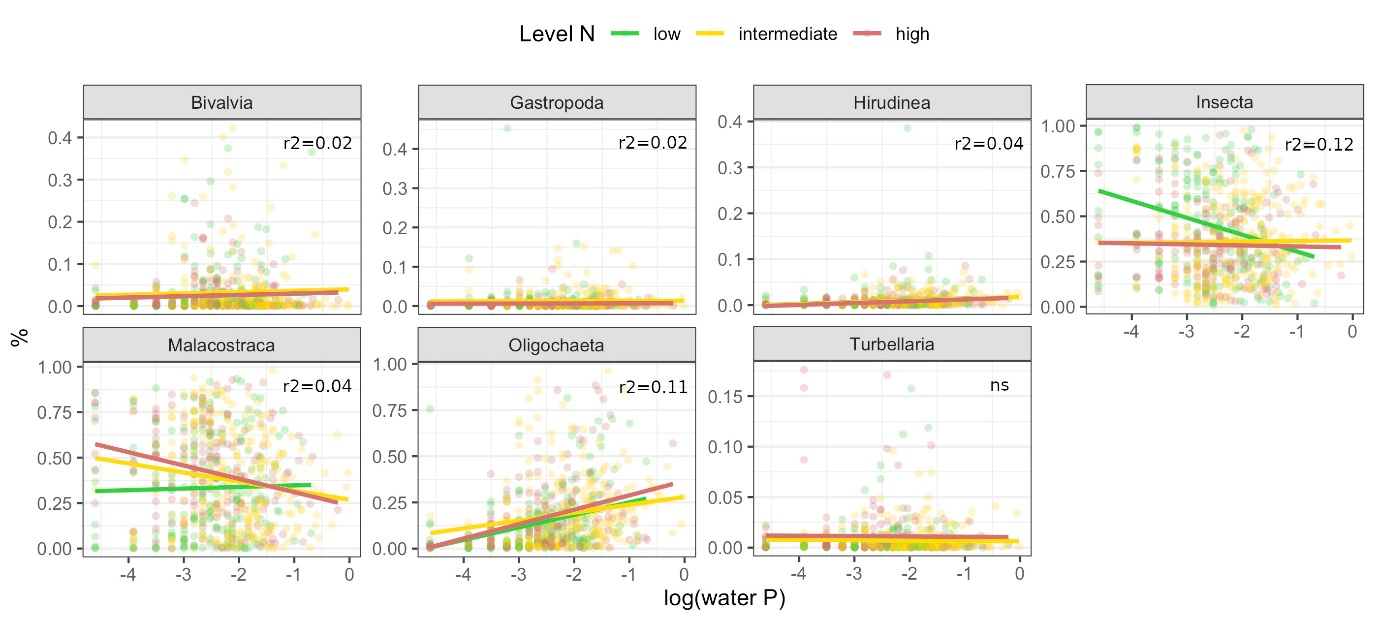 Level N low intermediate high
Bivalvia Gastropoda Hirudinea Insecta
r2=0.02 r2=0.02 r2=0.04 r2=0.12
0.4 0.3 0.2 0.1 0.0
0.4 0.3 0.2 0.1 0.0
0.4 0.3 0.2 0.1 0.0
1.00 0.75 0.50 0.25 0.00
-4 -3 -2 -1 0
%
Malacostraca Oligochaeta Turbellaria
r2=0.04 r2=0.11 ns
1.00 0.75 0.50 0.25 0.00
1.00 0.75 0.50 0.25 0.00
0.15 0.10 0.05 0.00
-4 -3 -2 -1 0 -4 -3 -2 -1 0 -4 -3 -2 -1 0
log(water P)